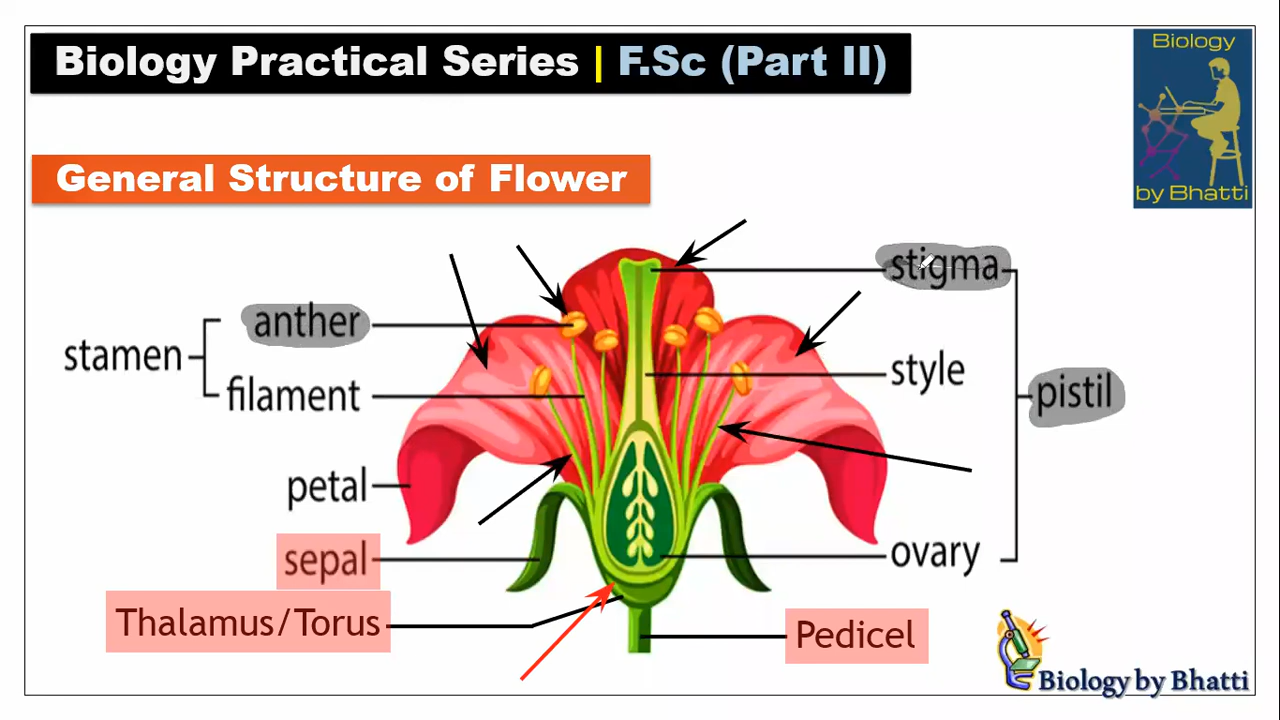 Biology Practical Series | F.Sc (Part II)
Biology
by Bhatti
General Structure of Flower
stigma
anther
stamen
style
filament
pistil
petal
ovary
sepal
Thalamus/Torus
Pedicel
Biology by Bhatti